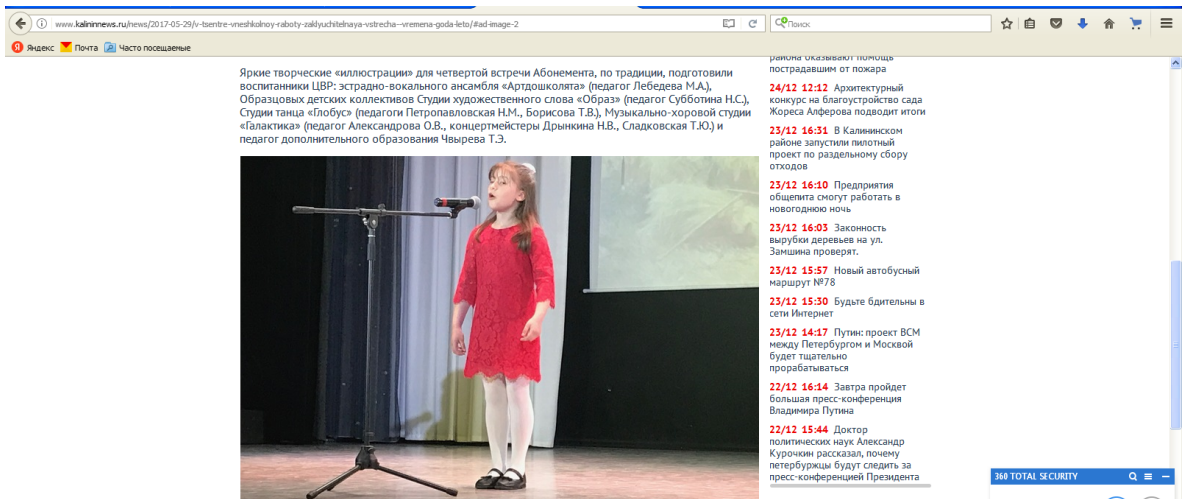 www.kalininnews.ru/news/2017-05-29/v-tsentre-vneshkolnoy-raboty-zaklyuchitelnaya-vstrecha--vremena-goda-leto/#ad-image-2
Поиск
Яндекс Почта Часто посещаемые
Яркие творческие «иллюстрации» для четвертой встречи Абонемента, по традиции, подготовили
воспитанники ЦВР: эстрадно-вокального ансамбля «Артдошколята» (педагог Лебедева М.А.),
Образцовых детских коллективов Студии художественного слова «Образ» (педагог Субботина Н.С.),
Студии танца «Глобус» (педагоги Петропавловская Н.М., Борисова Т.В.), Музыкально-хоровой студии
«Галактика» (педагог Александрова О.В., концертмейстеры Дрынкина Н.В., Сладковская Т.Ю.) и
педагог дополнительного образования Чвырева Т.Э.
района оказывают помощь
пострадавшим от пожара
24/12 12:12 Архитектурный
конкурс на благоустройство сада
Жореса Алферова подводит итоги
23/12 16:31 В Калининском
районе запустили пилотный
проект по раздельному сбору
отходов
23/12 16:10 Предприятия
общепита смогут работать в
новогоднюю ночь
23/12 16:03 Законность
вырубки деревьев на ул.
Замшина проверят.
23/12 15:57 Новый автобусный
маршрут №78
23/12 15:30 Будьте бдительны в
сети Интернет
23/12 14:17 Путин: проект ВСМ
между Петербургом и Москвой
будет тщательно
прорабатываться
22/12 16:14 Завтра пройдет
большая пресс-конференция
Владимира Путина
22/12 15:44 Доктор
политических наук Александр
Курочкин рассказал, почему
петербуржцы будут следить за
пресс-конференцией Президента
360 TOTAL SECURITY